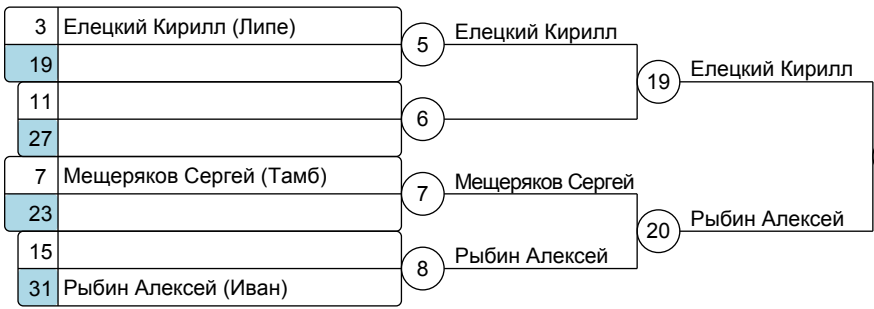 3 Елецкий Кирилл (Липе)
19
5 Елецкий Кирилл
11
27
6
19 Елецкий Кирилл
7 Мещеряков Сергей (Тамб)
23
7 Мещеряков Сергей
15
31 Рыбин Алексей (Иван)
8 Рыбин Алексей
20 Рыбин Алексей